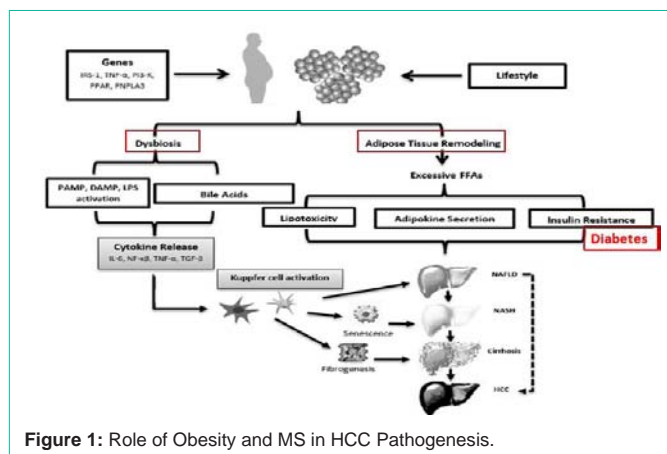 Genes
IRS-1, TNF-α, PI3-K,
PPAR, PNPLA3
Lifestyle
Dysbiosis
Adipose Tissue Remodeling
Excessive FFAs
PAMP, DAMP, LPS
activation
Bile Acids
Lipotoxicity
Adipokine Secretion
Insulin Resistance
Diabetes
Cytokine Release
IL-6, NF-κβ, TNF-α, TGF-β
Kuppfer cell activation
NAFLD
NASH
Senescence
Cirrhosis
Fibrogenesis
HCC
Figure 1: Role of Obesity and MS in HCC Pathogenesis.